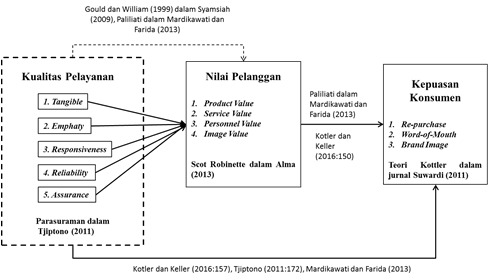 Gould dan William (1999) dalam Syamsiah
(2009), Paliliati dalam Mardikawati dan
Farida (2013)
Kualitas Pelayanan
1. Tangible
2. Emphaty
3. Responsiveness
4. Reliability
5. Assurance
Parasuraman dalam
Tjiptono (2011)
Nilai Pelanggan
1. Product Value
2. Service Value
3. Personnel Value
4. Image Value
Scot Robinette dalam Alma
(2013)
Paliliati dalam
Mardikawati dan
Farida (2013)
Kotler dan
Keller
(2016:150)
Kepuasan
Konsumen
1. Re-purchase
2. Word-of-Mouth
3. Brand Image
Teori Kottler dalam
jurnal Suwardi (2011)
Kotler dan Keller (2016:157), Tjiptono (2011:172), Mardikawati dan Farida (2013)